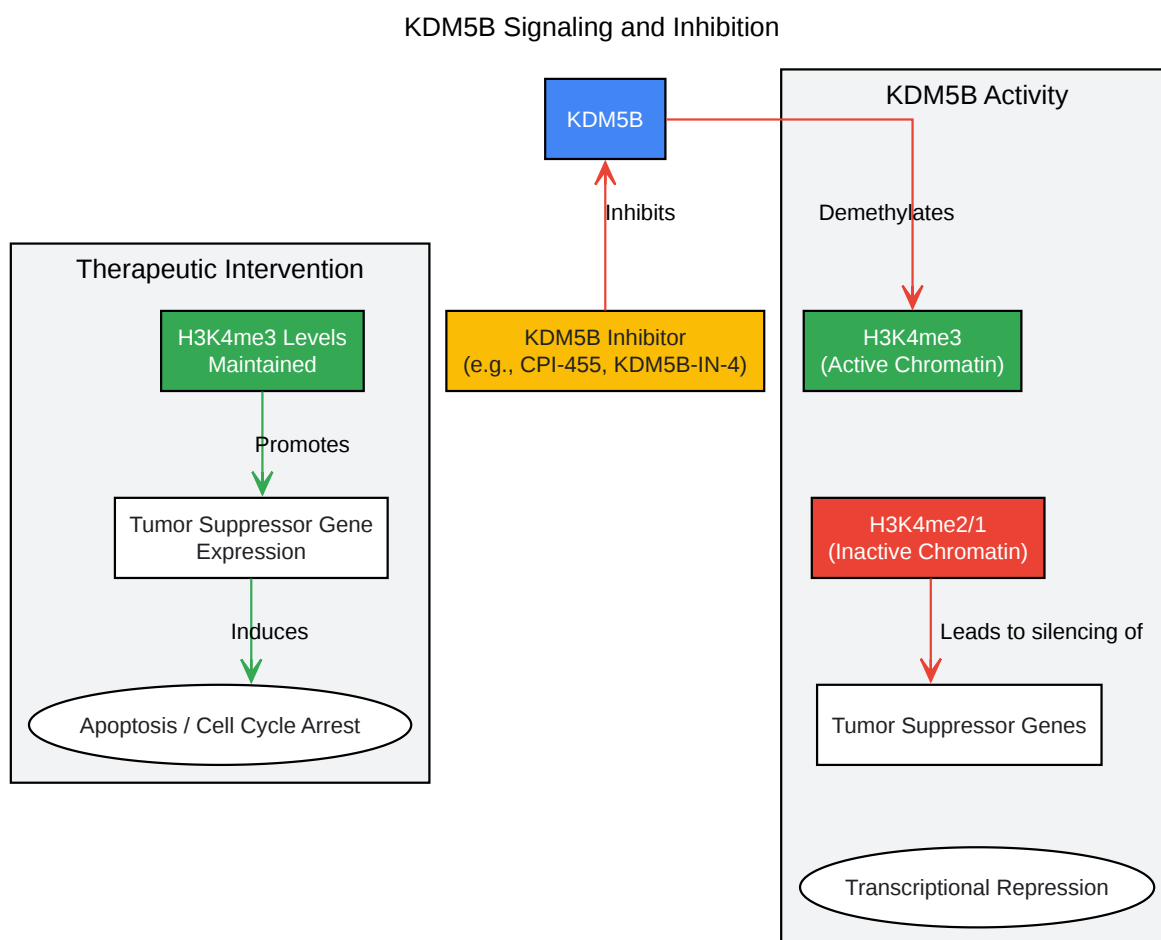 KDM5B Signaling and Inhibition
KDM5B
KDM5B Activity
Inhibits
Demethylates
Therapeutic Intervention
H3K4me3 Levels
Maintained
KDM5B Inhibitor
(e.g., CPI-455, KDM5B-IN-4)
H3K4me3
(Active Chromatin)
Promotes
Tumor Suppressor Gene
Expression
H3K4me2/1
(Inactive Chromatin)
Induces
Leads to silencing of
Apoptosis / Cell Cycle Arrest
Tumor Suppressor Genes
Transcriptional Repression